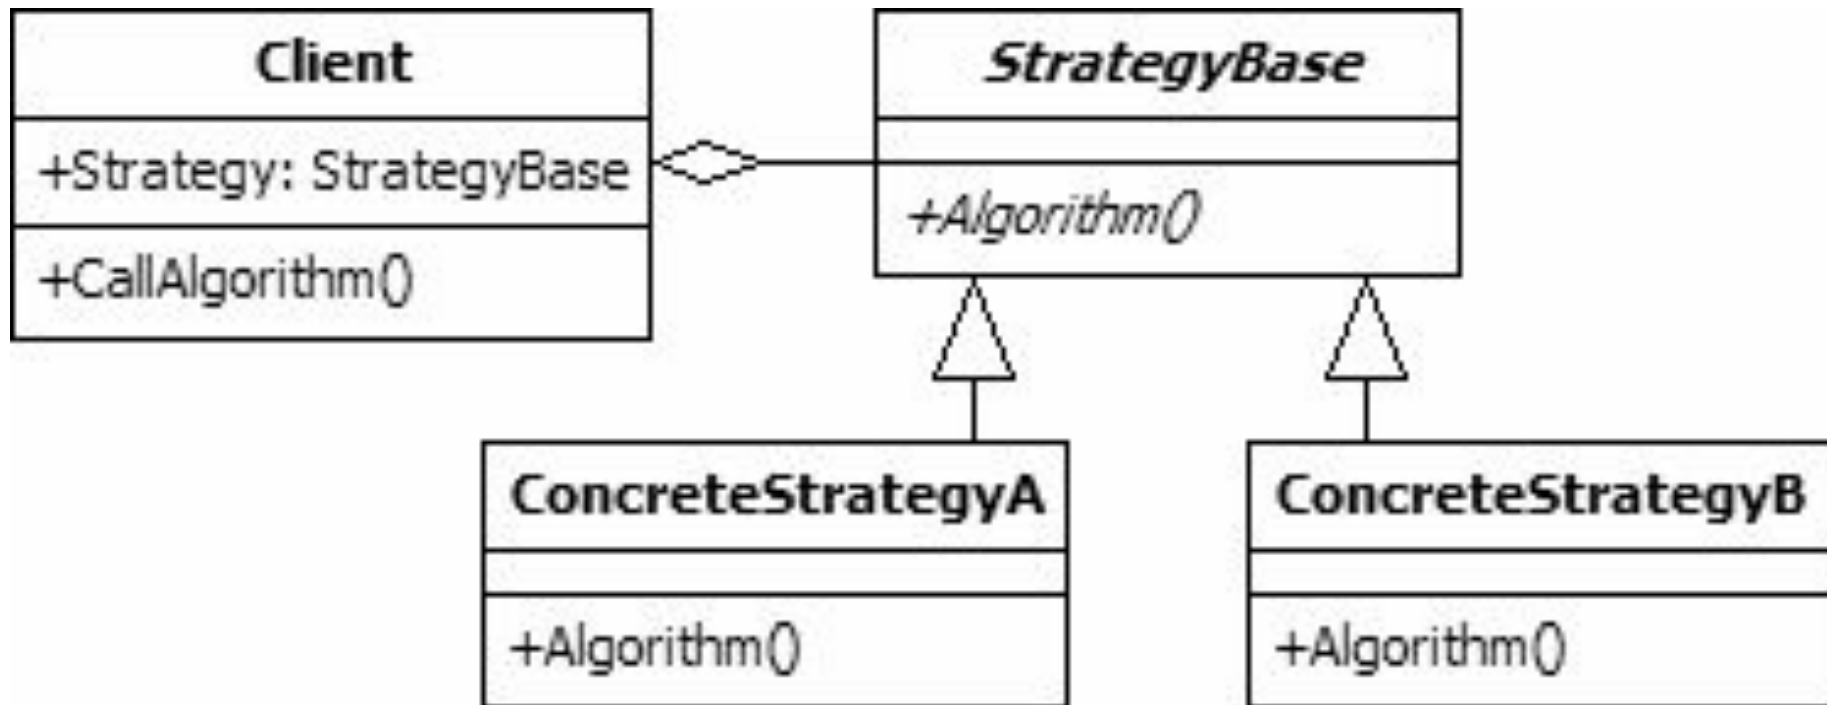 Client
+Strategy: StrategyBase
+CallAlgorithm()
StrategyBase
+Algorithm()
ConcreteStrategyA
+Algorithm()
ConcreteStrategyB
+Algorithm()